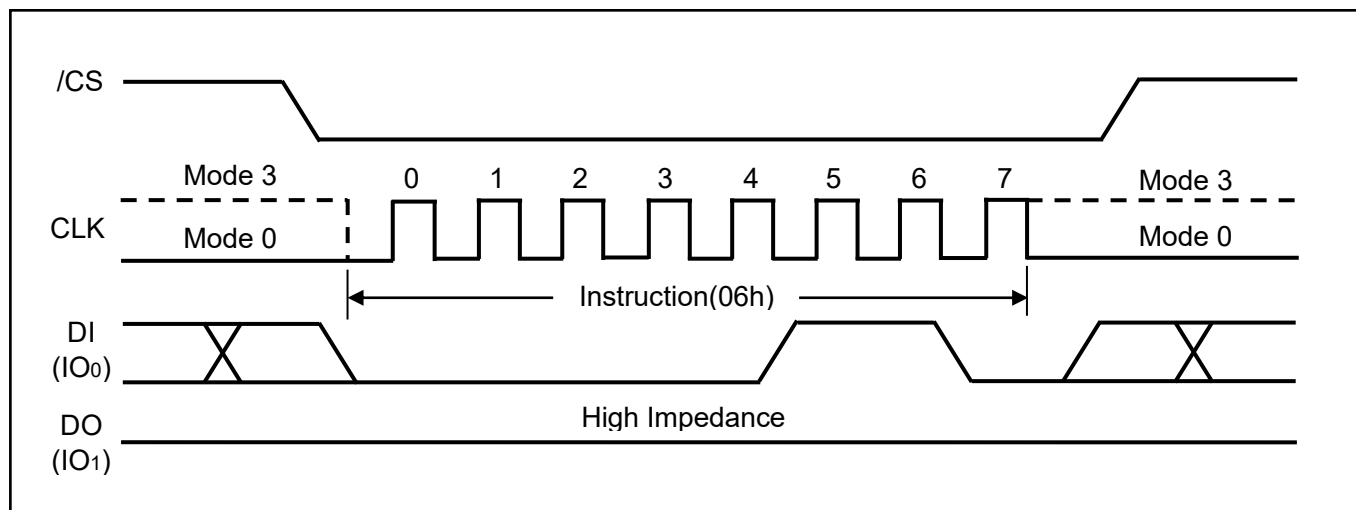 /CS
Mode 3 0 1 2 3 4 5 6 7 Mode 3
CLK
Mode 0 Mode 0
Instruction(06h)
DI
(IO0)
High Impedance
DO
(IO1)